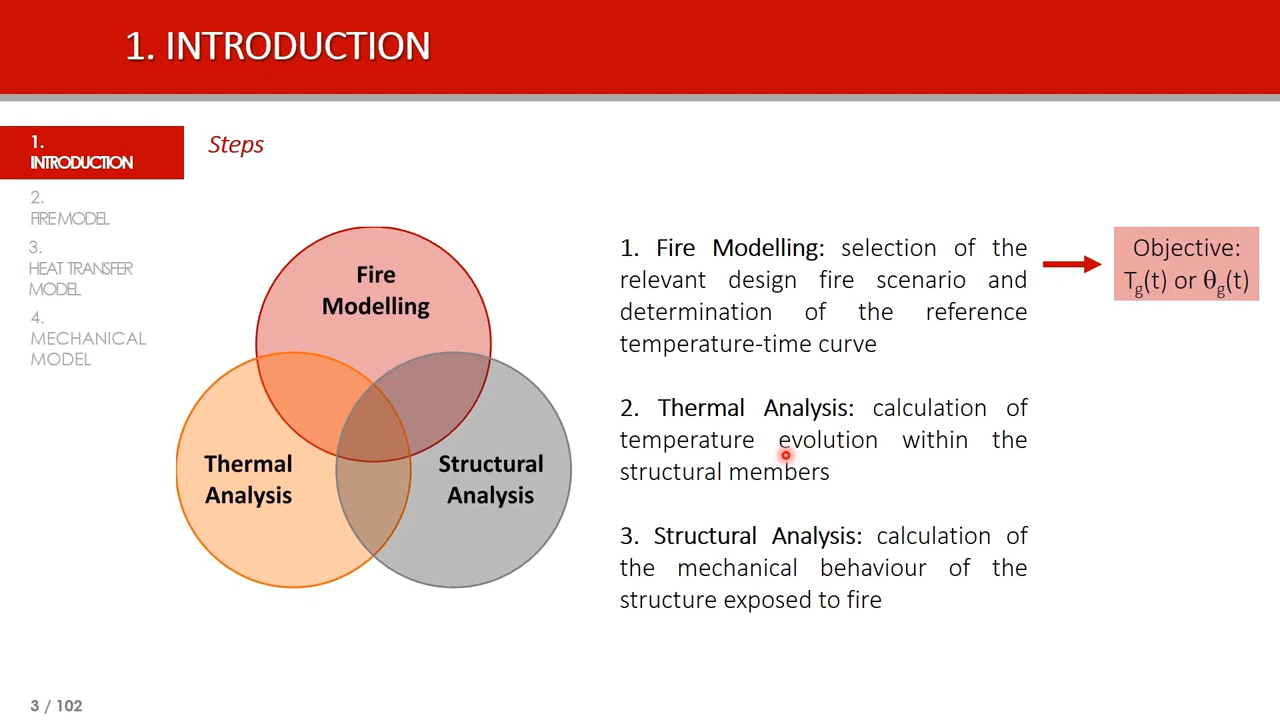 1. INTRODUCTION
1.
INTRODUCTION
2.
FIRE MODEL
3.
HEAT TRANSFER
MODEL
4.
MECHANICAL
MODEL
Steps
Fire
Modelling
Thermal
Analysis
Structural
Analysis
1. Fire Modelling: selection of the
relevant design fire scenario and
determination of the reference
temperature-time curve
2. Thermal Analysis: calculation of
temperature evolution within the
structural members
3. Structural Analysis: calculation of
the mechanical behaviour of the
structure exposed to fire
Objective:
Tg(t) or θg(t)
3 / 102